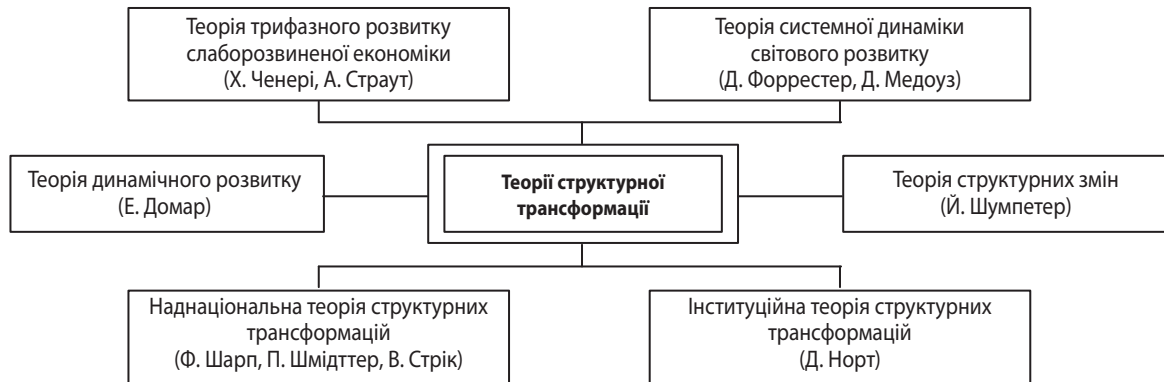 Теорія трифазного розвитку
слаборозвиненої економіки
(Х. Ченері, А. Страут)
Теорія системної динаміки
світового розвитку
(Д. Форрестер, Д. Медоуз)
Теорія динамічного розвитку
(Е. Домар)
Теорії структурної
трансформації
Теорія структурних змін
(Й. Шумпетер)
Наднаціональна теорія структурних
трансформацій
(Ф. Шарп, П. Шмідттер, В. Стрік)
Інституційна теорія структурних
трансформацій
(Д. Норт)